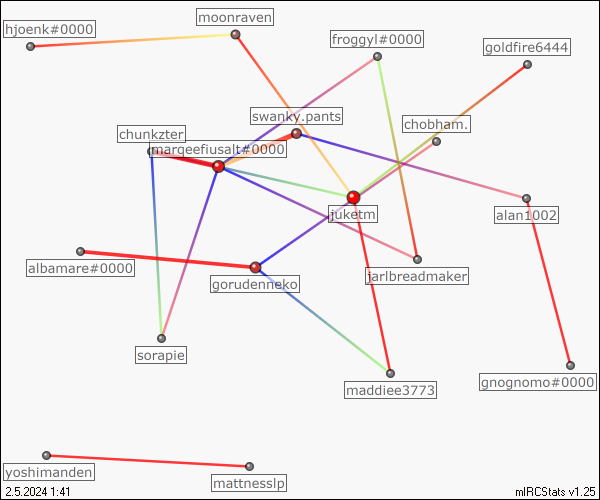 hjoenk#0000
moonraven
froggyl#0000
goldfire6444
swanky.pants
chobham.
chunkzter
marqeefiusalt#0000
juketm
alan1002
albamare#0000
gorudenneko
jarlbreadmaker
sorapie
maddiee3773
gnognomo#0000
yoshimanden
mattnesslp
2.5.2024 1:41
mIRCStats v1.25